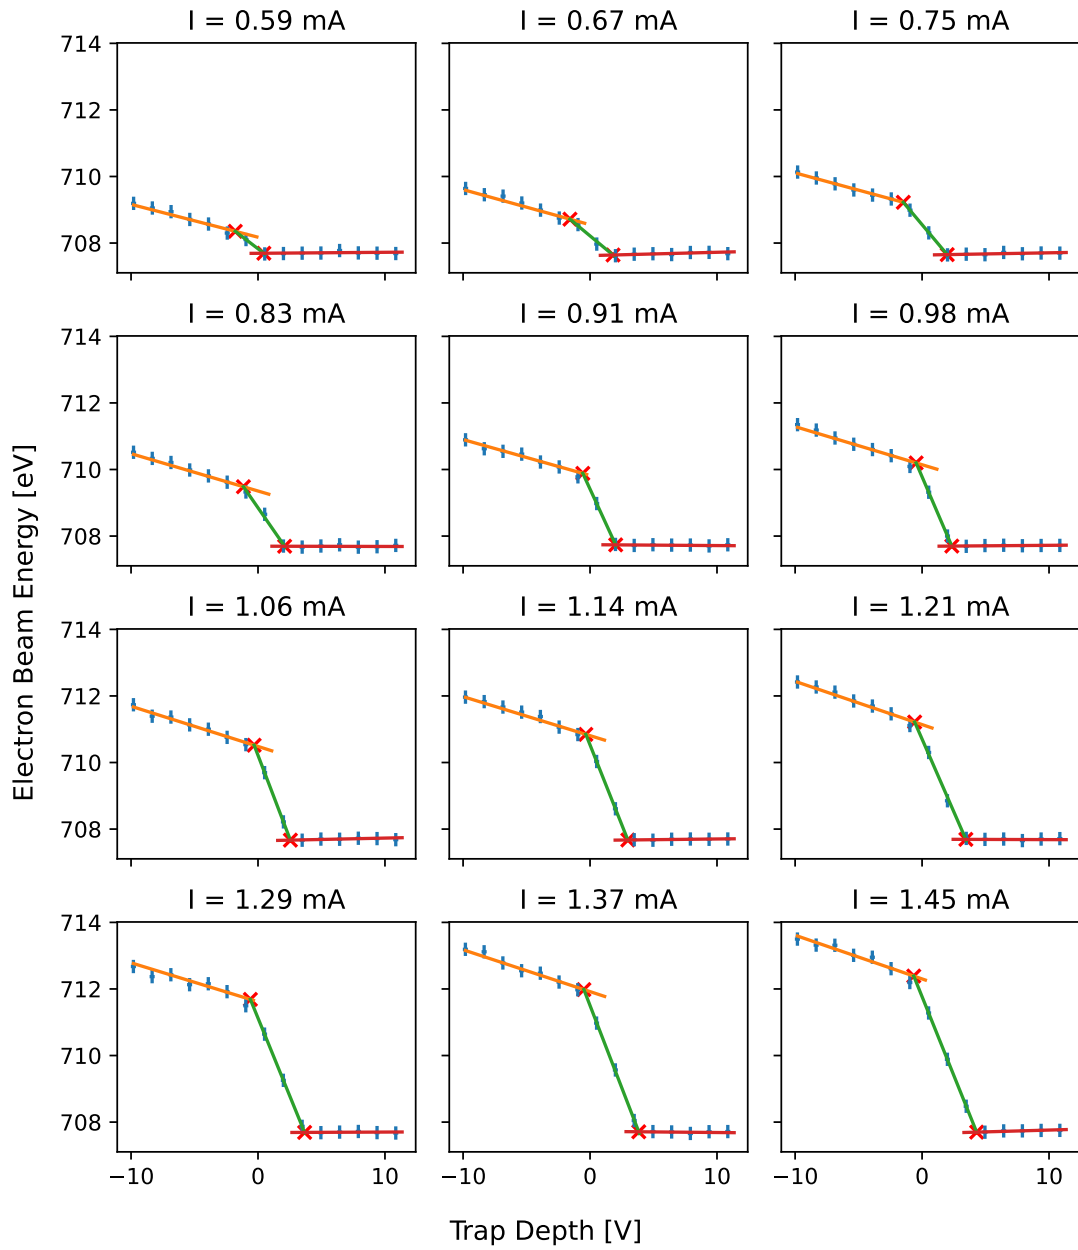 I = 0.59 mA
I = 0.67 mA
I = 0.75 mA
714
712
710
708
I = 0.83 mA
I = 0.91 mA
I = 0.98 mA
714
712
710
708
Electron Beam Energy [eV]
I = 1.06 mA
I = 1.14 mA
I = 1.21 mA
714
712
710
708
I = 1.29 mA
I = 1.37 mA
I = 1.45 mA
714
712
710
708
−10 0 10
−10 0 10
−10 0 10
Trap Depth [V]